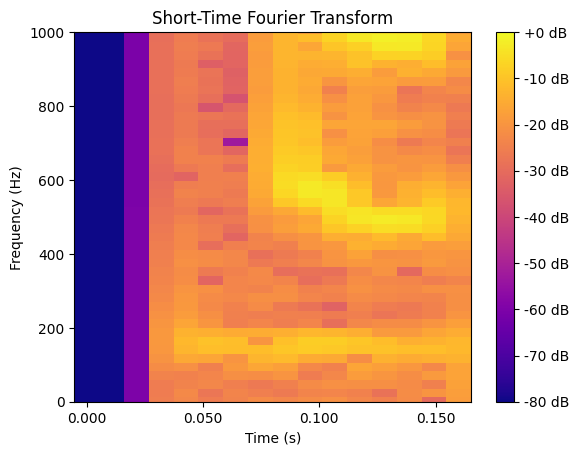 Short-Time Fourier Transform
1000
800
600
400
200
0
Frequency (Hz)
0.000
0.050
0.100
0.150
Time (s)
+0 dB
-10 dB
-20 dB
-30 dB
-40 dB
-50 dB
-60 dB
-70 dB
-80 dB